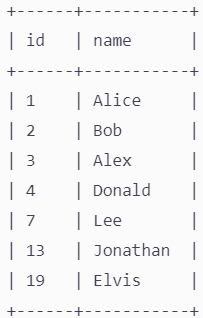 +------+-----------+
| id   | name      |
+------+-----------+
| 1    | Alice     |
| 2    | Bob       |
| 3    | Alex      |
| 4    | Donald    |
| 7    | Lee       |
| 13   | Jonathan  |
| 19   | Elvis     |
+------+-----------+